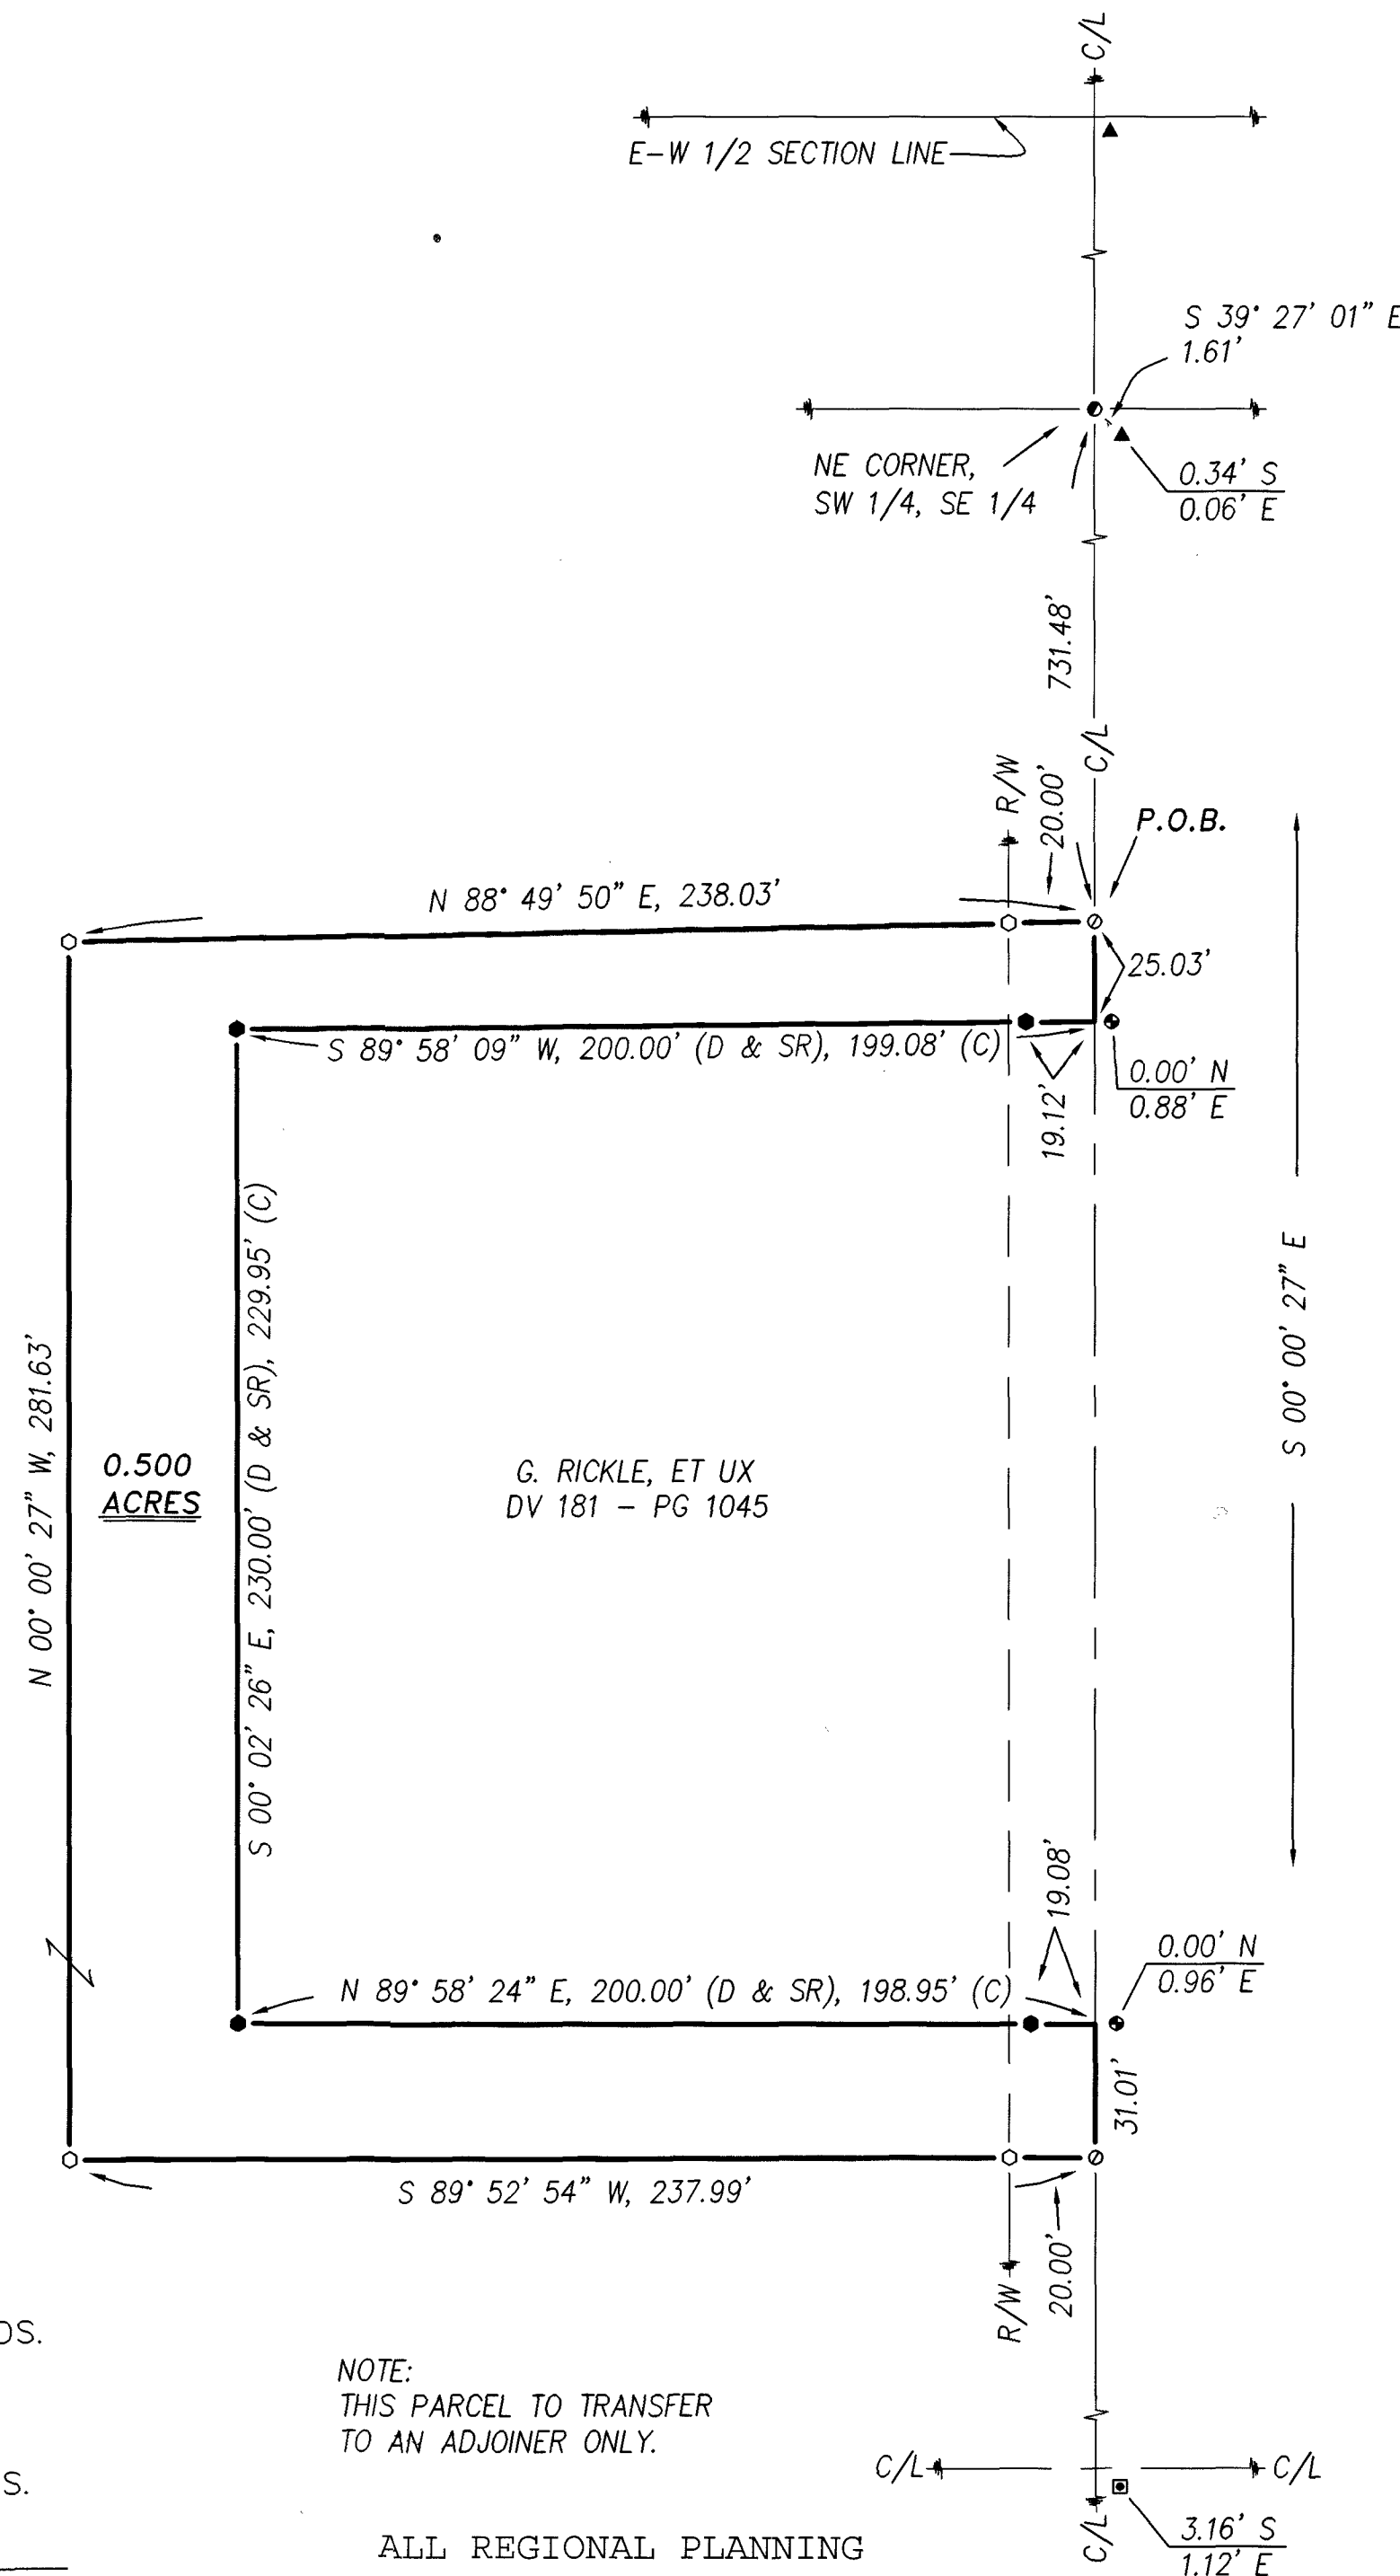 C/L
E-W 1/2 SECTION LINE
S 39° 27' 01" E
1.61'
NE CORNER,
SW 1/4, SE 1/4
0.34' S
0.06' E
731.48'
C/L
R/W
20.00'
P.O.B.
N 88° 49' 50" E, 238.03'
25.03'
S 89° 58' 09" W, 200.00' (D & SR), 199.08' (C)
0.00' N
0.88' E
19.12'
S 00° 00' 27" E
N 00° 00' 27" W, 281.63'
0.500
ACRES
S 00° 02' 26" E, 230.00' (D & SR), 229.95' (C)
G. RICKLE, ET UX
DV 181 - PG 1045
19.08'
0.00' N
0.96' E
N 89° 58' 24" E, 200.00' (D & SR), 198.95' (C)
31.01'
S 89° 52' 54" W, 237.99'
20.00'
R/W
NOTE:
THIS PARCEL TO TRANSFER
TO AN ADJOINER ONLY.
C/L
C/L
C/L
3.16' S
1.12' E
S.
ALL REGIONAL PLANNING